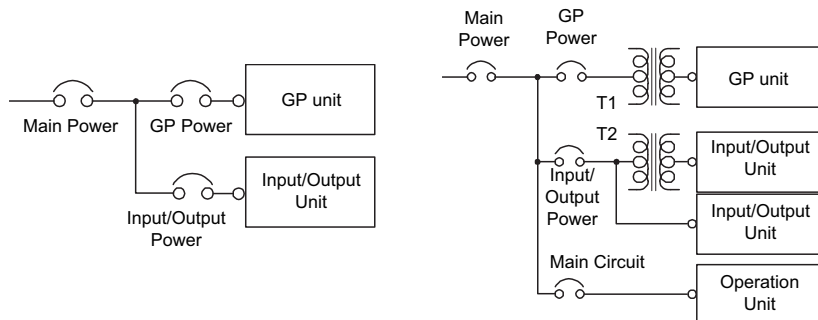 Main Power
GP Power
GP unit
Input/Output
Power
Input/Output
Unit
Main
Power
GP
Power
T1
GP unit
T2
Input/
Output
Power
Input/Output
Unit
Input/Output
Unit
Main Circuit
Operation
Unit